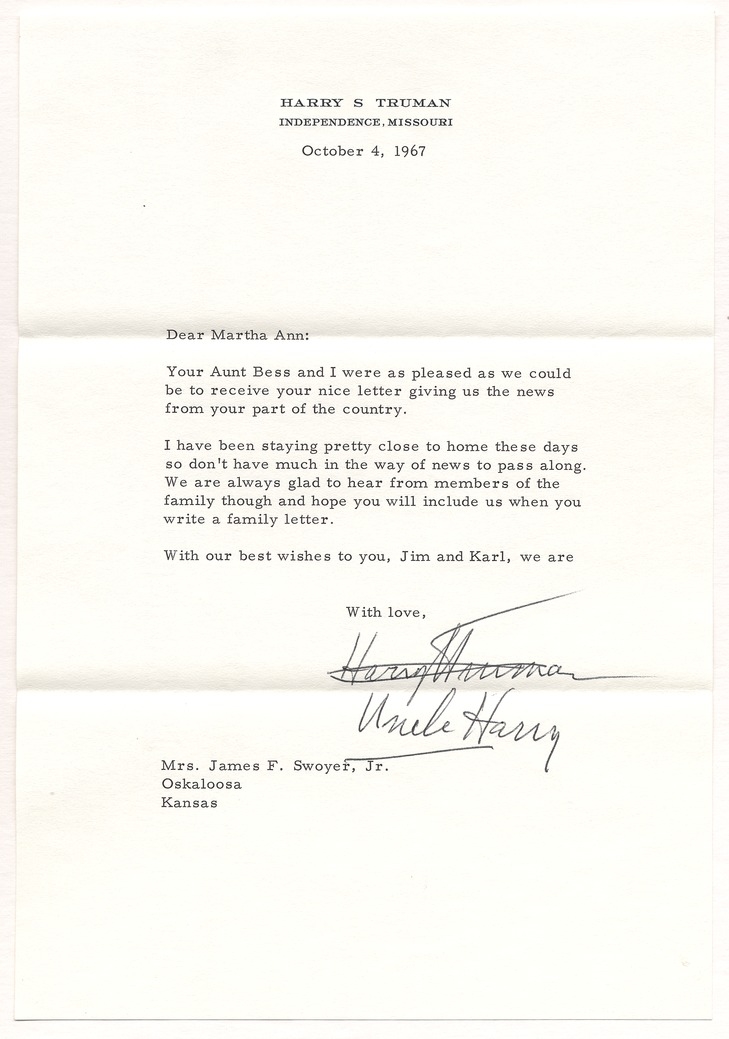 HARRY S TRUMAN
INDEPENDENCE, MISSOURI
October 4, 1967
Dear Martha Ann:
Your Aunt Bess and I were as pleased as we could
be to receive your nice letter giving us the news
from your part of the country.
I have been staying pretty close to home these days
so don't have much in the way of news to pass along.
We are always glad to hear from members of the
family though and hope you will include us when you
write a family letter.
With our best wishes to you, Jim and Karl, we are
With love,
Harry Truman
Uncle Harry
Mrs. James F. Swoyer, Jr.
Oskaloosa
Kansas